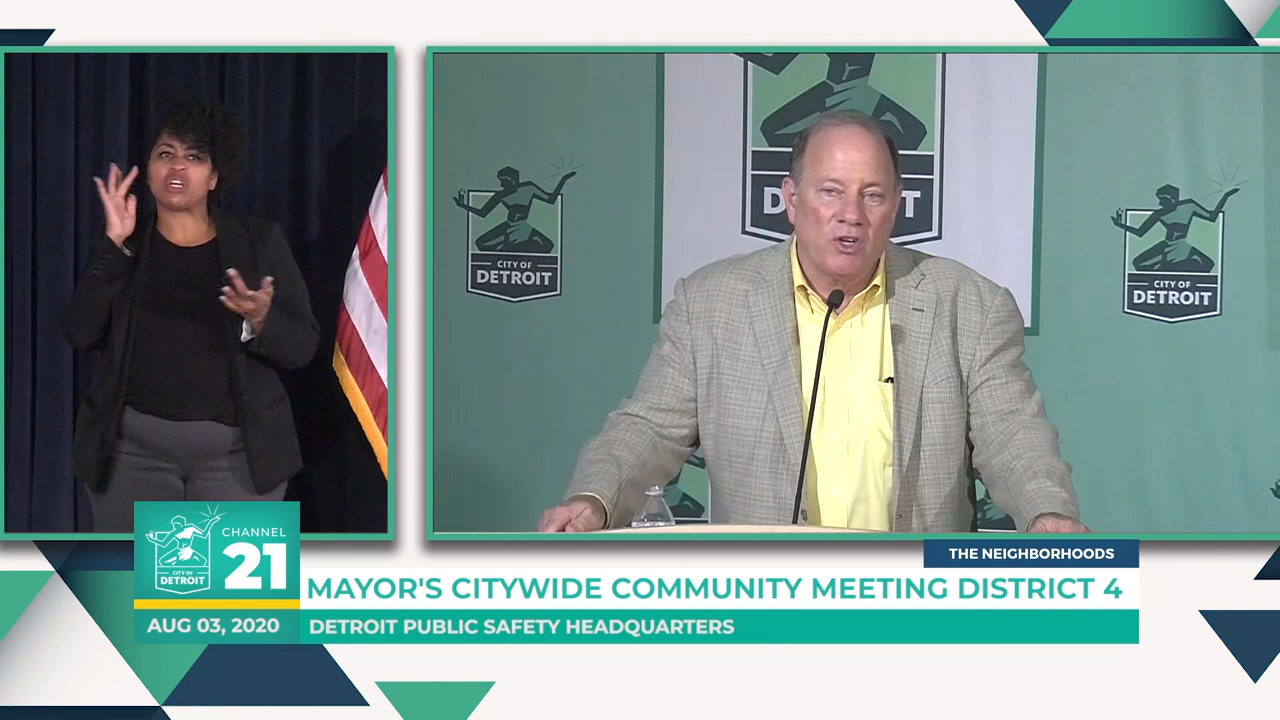 CITY OF
DETROIT
D T
CITY OF
DETROIT
THE NEIGHBORHOODS
CITY OF
DETROIT
CHANNEL
21
MAYOR'S CITYWIDE COMMUNITY MEETING DISTRICT 4
AUG 03, 2020
DETROIT PUBLIC SAFETY HEADQUARTERS